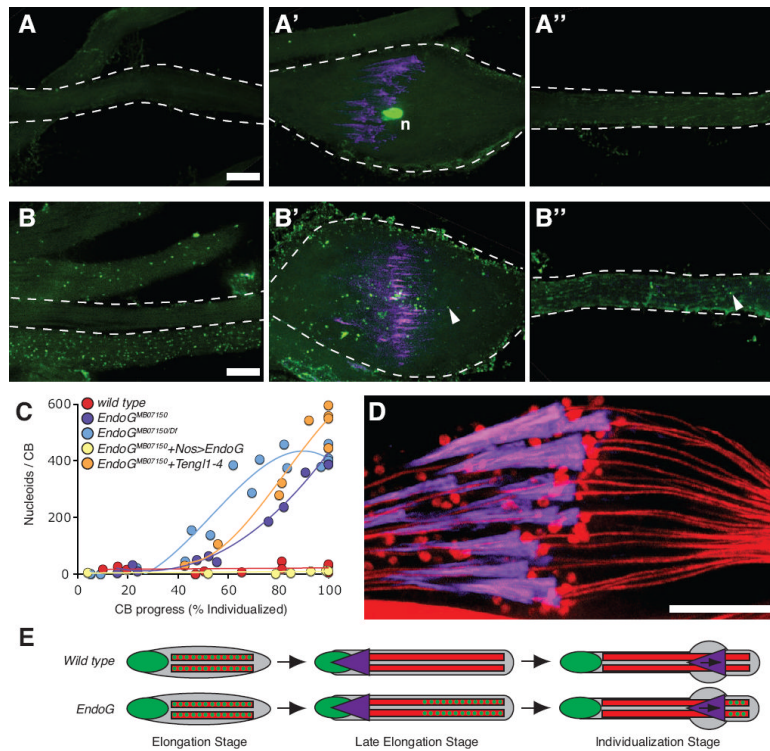 A
A'
n
A''
B
B'
B''
C
600
400
200
0
Nucleoids / CB
wild type
EndoG^MB07150
EndoG^MB07150/Df
EndoG^MB07150+Nos>EndoG
EndoG^MB07150+Tengl1-4
0 20 40 60 80 100
CB progress (% Individualized)
D
E
Wild type
EndoG
Elongation Stage Late Elongation Stage Individualization Stage